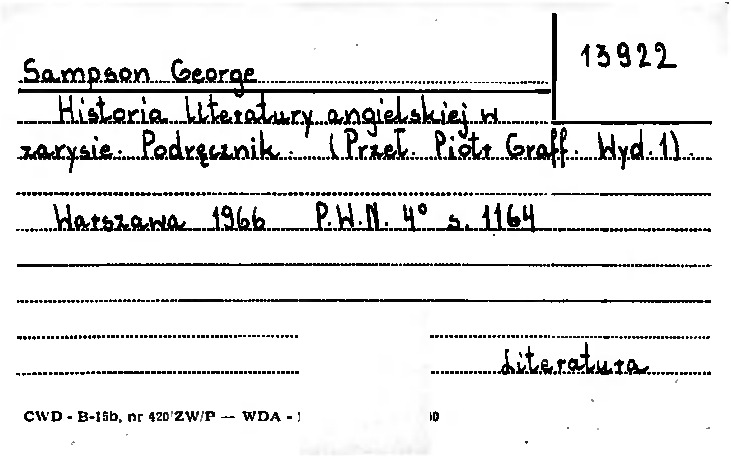 13922
Sampson George
Historia literatury angielskiej w
zarysie. Podręcznik. (Przeł. Piotr Graff. Wyd.1).
Warszawa 1966 P.W.N. 4° s. 1164
Literatura
CWD - B-15b, nr 420/ZW/P — WDA -